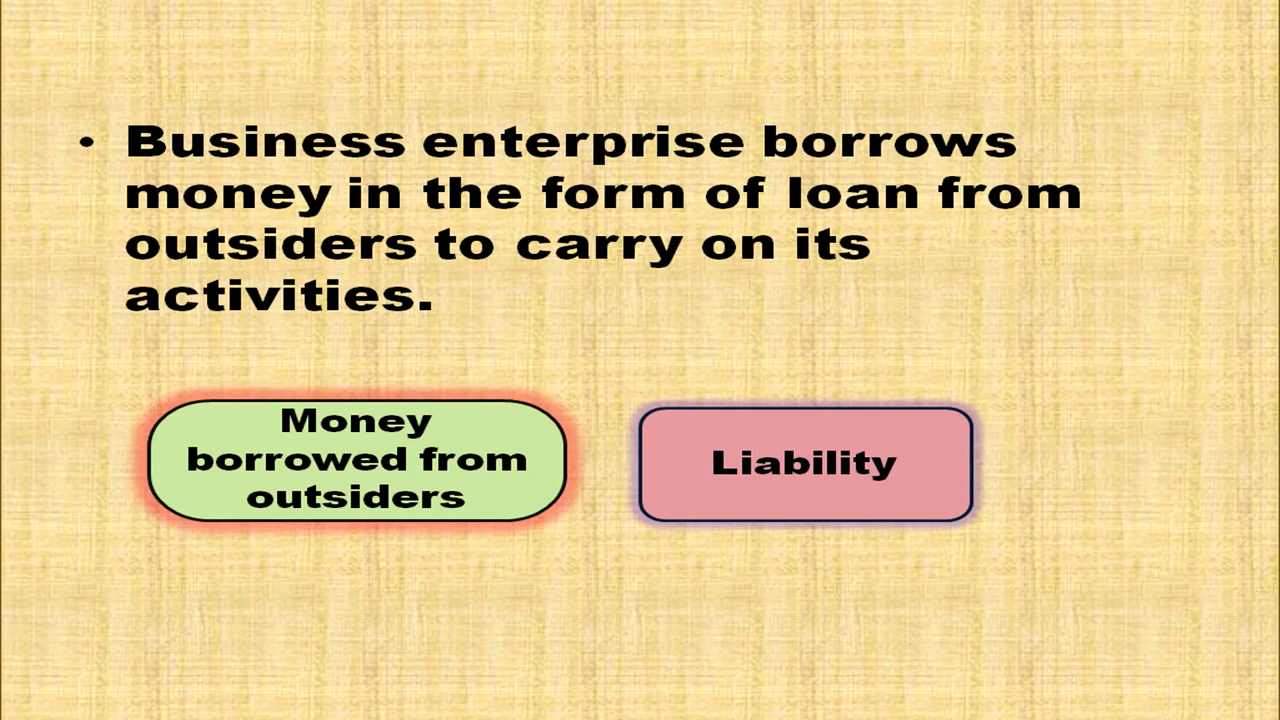 • Business enterprise borrows
money in the form of loan from
outsiders to carry on its
activities.
Money
borrowed from
outsiders
Liability